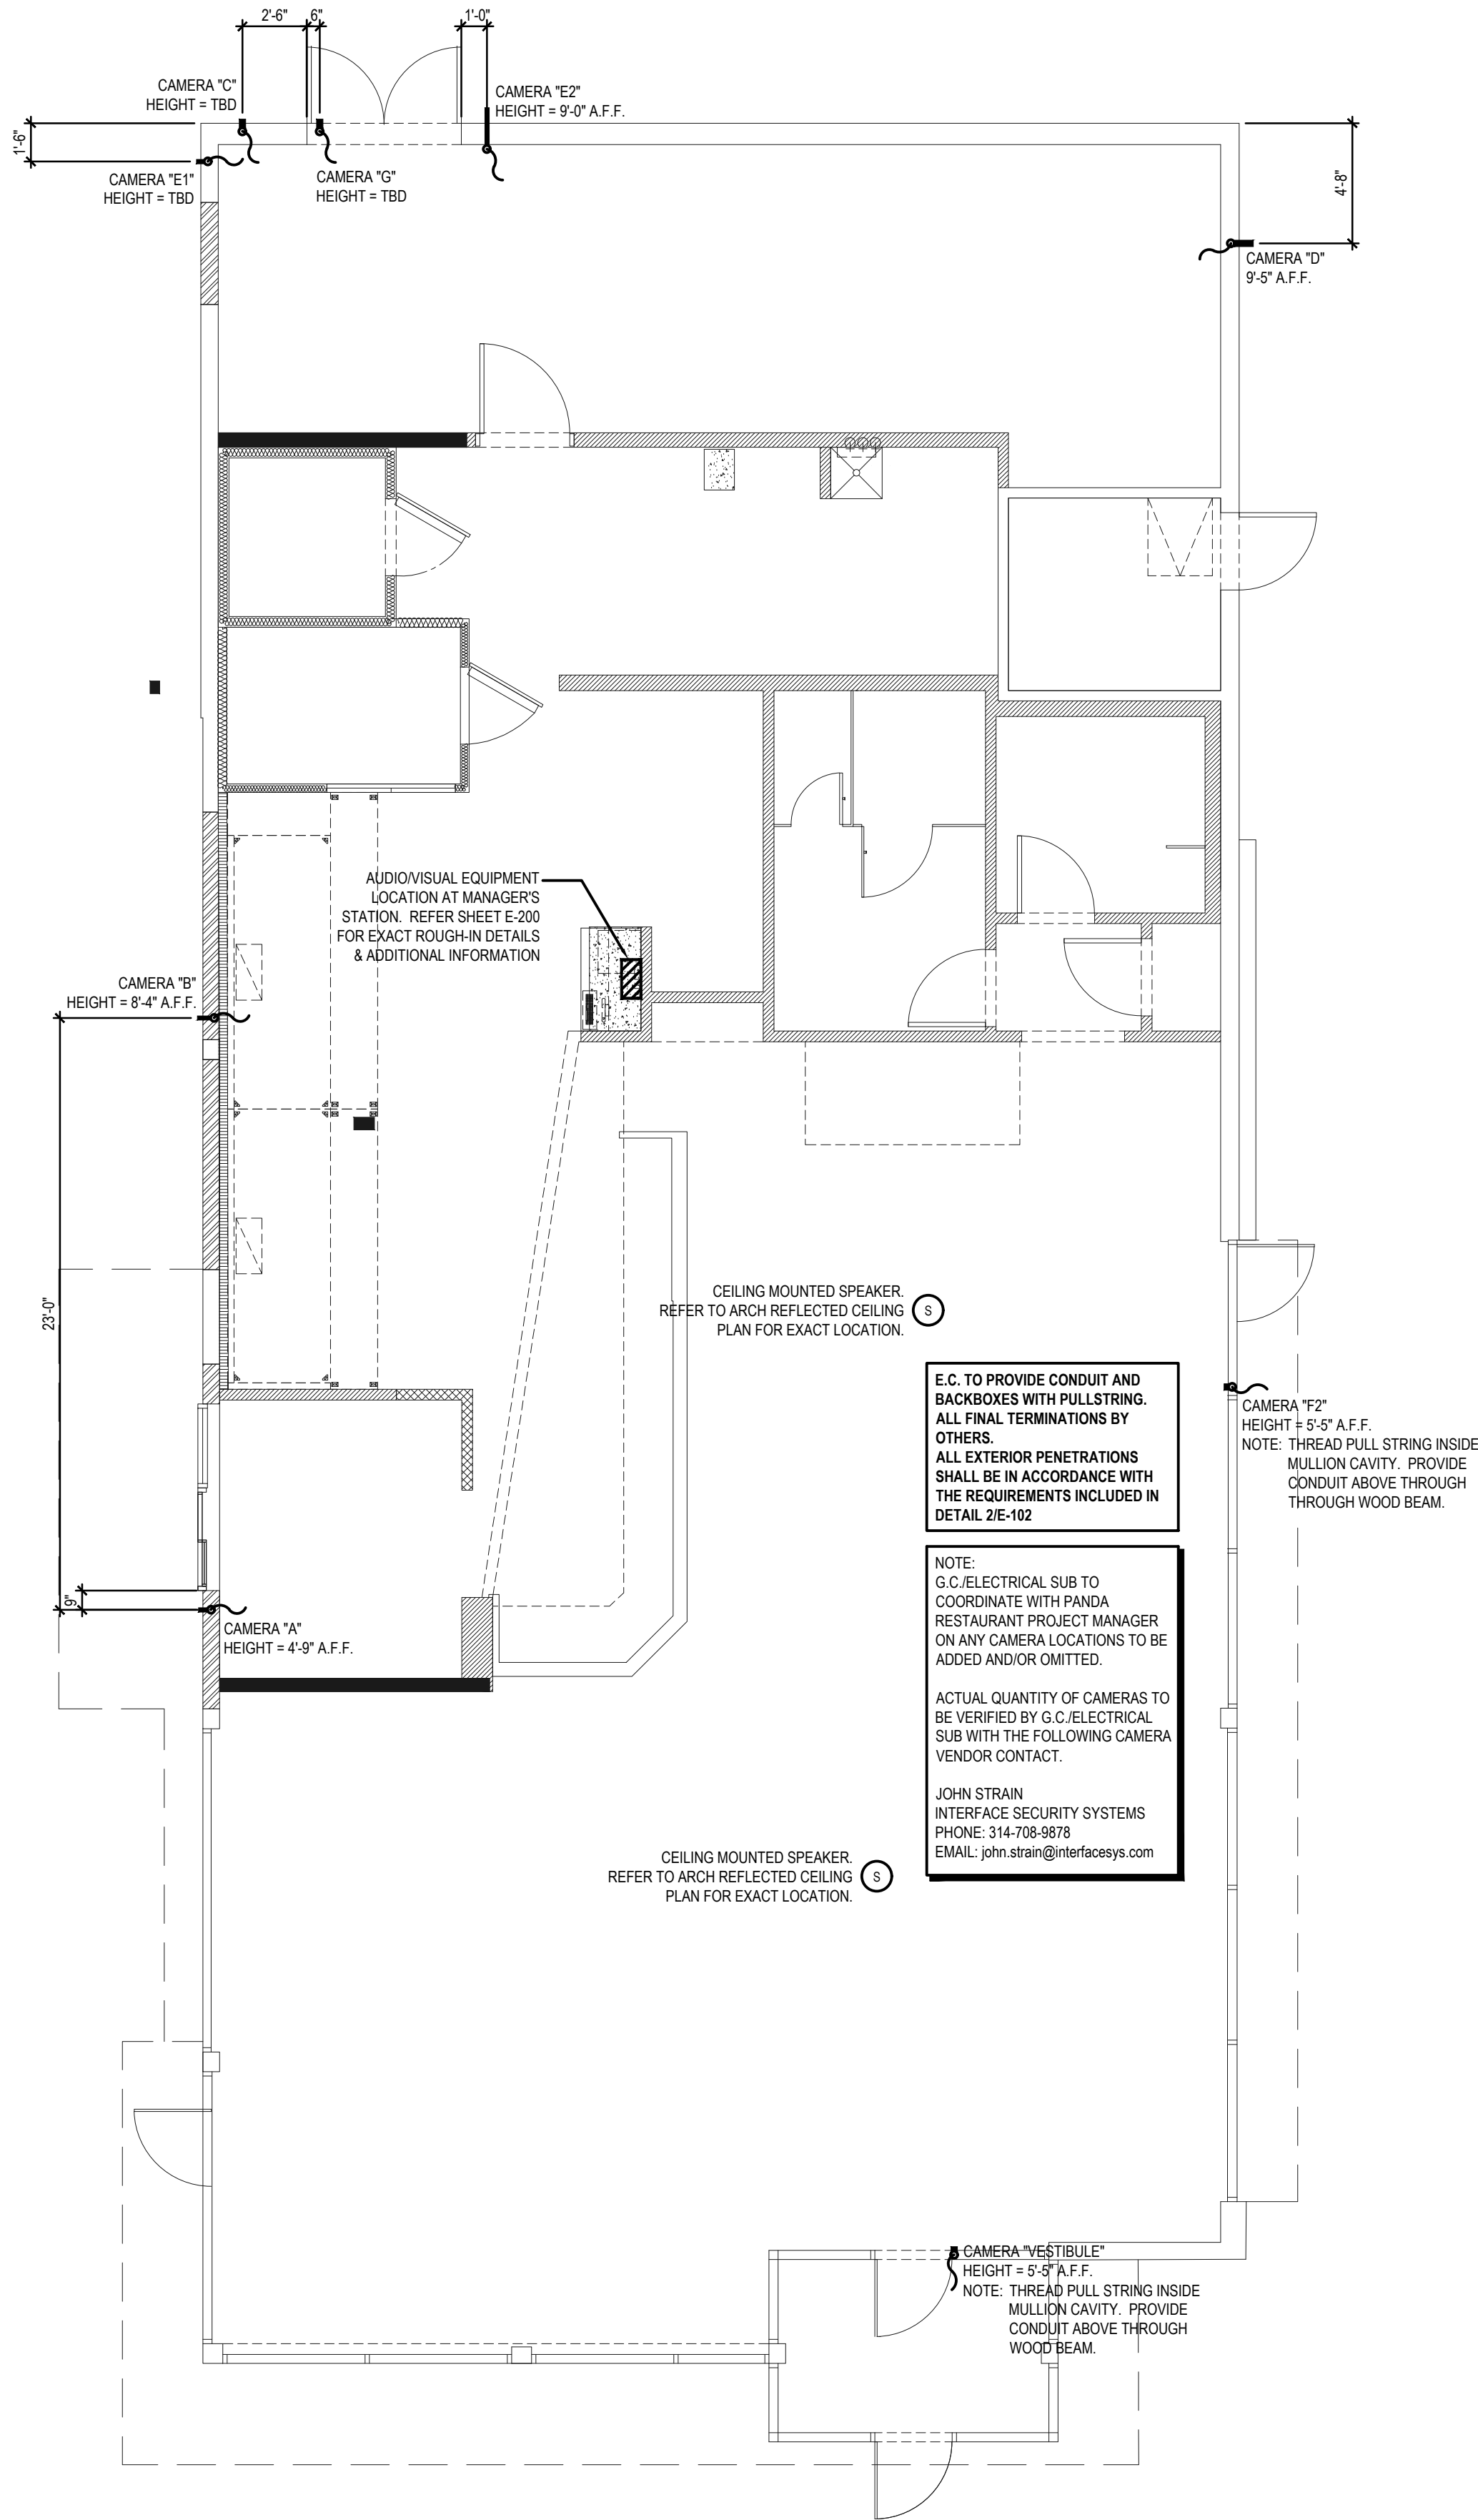 2'-6"
6"
1'-0"
CAMERA "C"
HEIGHT = TBD
CAMERA "E2"
HEIGHT = 9'-0" A.F.F.
1'-6"
CAMERA "E1"
HEIGHT = TBD
CAMERA "G"
HEIGHT = TBD
4'-8"
CAMERA "D"
9'-5" A.F.F.
AUDIO/VISUAL EQUIPMENT
LOCATION AT MANAGER'S
STATION. REFER SHEET E-200
FOR EXACT ROUGH-IN DETAILS
& ADDITIONAL INFORMATION
CAMERA "B"
HEIGHT = 8'-4" A.F.F.
23'-0"
CEILING MOUNTED SPEAKER.
REFER TO ARCH REFLECTED CEILING
PLAN FOR EXACT LOCATION.
S
E.C. TO PROVIDE CONDUIT AND
BACKBOXES WITH PULLSTRING.
ALL FINAL TERMINATIONS BY
OTHERS.
ALL EXTERIOR PENETRATIONS
SHALL BE IN ACCORDANCE WITH
THE REQUIREMENTS INCLUDED IN
DETAIL 2/E-102
CAMERA "F2"
HEIGHT = 5'-5" A.F.F.
NOTE: THREAD PULL STRING INSIDE
MULLION CAVITY. PROVIDE
CONDUIT ABOVE THROUGH
THROUGH WOOD BEAM.
NOTE:
G.C./ELECTRICAL SUB TO
COORDINATE WITH PANDA
RESTAURANT PROJECT MANAGER
ON ANY CAMERA LOCATIONS TO BE
ADDED AND/OR OMITTED.
ACTUAL QUANTITY OF CAMERAS TO
BE VERIFIED BY G.C./ELECTRICAL
SUB WITH THE FOLLOWING CAMERA
VENDOR CONTACT.
JOHN STRAIN
INTERFACE SECURITY SYSTEMS
PHONE: 314-708-9878
EMAIL: john.strain@interfacesys.com
9"
CAMERA "A"
HEIGHT = 4'-9" A.F.F.
CEILING MOUNTED SPEAKER.
REFER TO ARCH REFLECTED CEILING
PLAN FOR EXACT LOCATION.
S
CAMERA "VESTIBULE"
HEIGHT = 5'-5" A.F.F.
NOTE: THREAD PULL STRING INSIDE
MULLION CAVITY. PROVIDE
CONDUIT ABOVE THROUGH
WOOD BEAM.